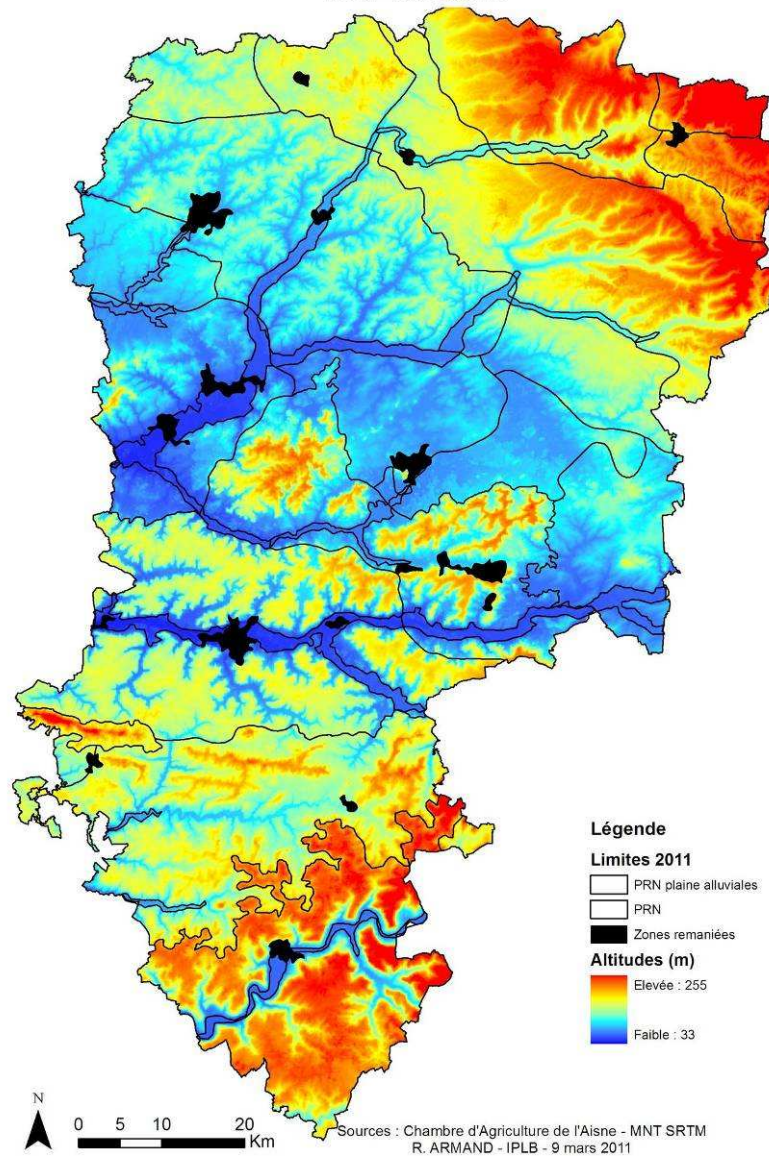 Légende
Limites 2011
PRN plaine alluviales
PRN
Zones remaniées
Altitudes (m)
Elevée : 255
Faible : 33
N
0 5 10 20
Km
Sources : Chambre d'Agriculture de l'Aisne - MNT SRTM
R. ARMAND - IPLB - 9 mars 2011